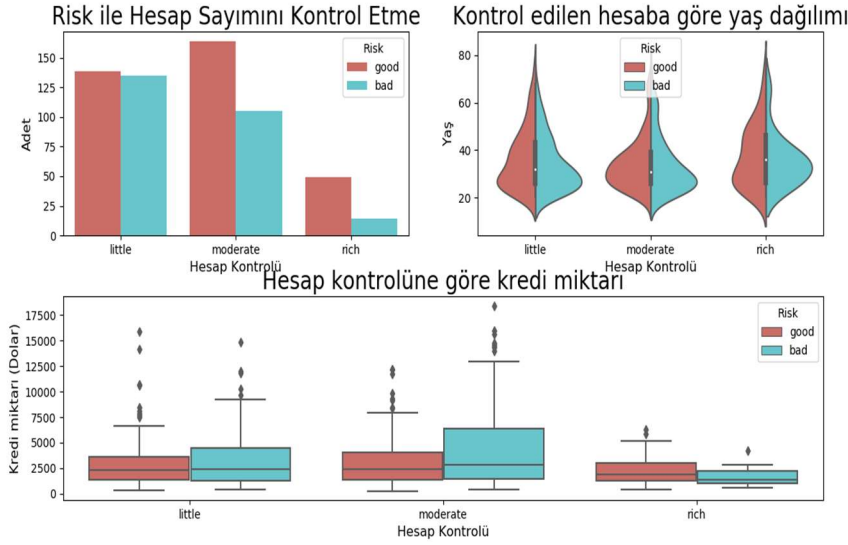 Risk ile Hesap Sayımını Kontrol Etme
Risk
good
bad
Adet
150
125
100
75
50
25
0
little
moderate
rich
Hesap Kontrolü
Kontrol edilen hesaba göre yaş dağılımı
Risk
good
bad
Yaş
80
60
40
20
little
moderate
rich
Hesap Kontrolü
Hesap kontrolüne göre kredi miktarı
Risk
good
bad
Kredi miktarı (Dolar)
17500
15000
12500
10000
7500
5000
2500
0
little
moderate
rich
Hesap Kontrolü